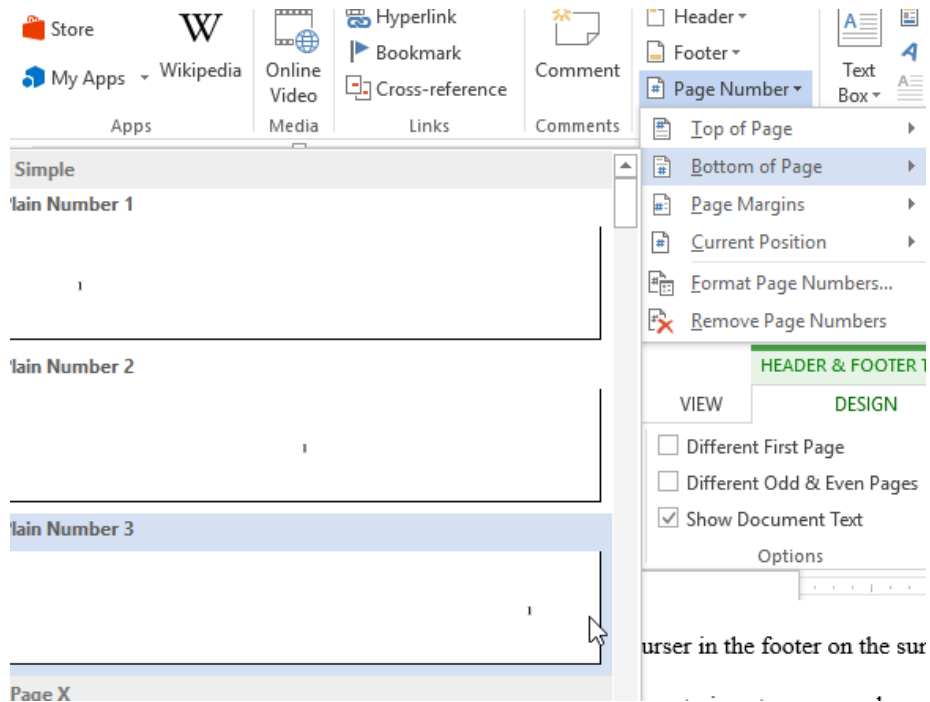 Store
My Apps
W
Wikipedia
Online
Video
Hyperlink
Bookmark
Cross-reference
Comment
Header
Footer
# Page Number
A
Text
Box
A
A
Apps
Media
Links
Comments
Top of Page
Bottom of Page
Page Margins
Current Position
Format Page Numbers...
Remove Page Numbers
Simple
lain Number 1
1
lain Number 2
1
lain Number 3
1
Page X
HEADER & FOOTER T
VIEW
DESIGN
Different First Page
Different Odd & Even Pages
Show Document Text
Options
urser in the footer on the sur